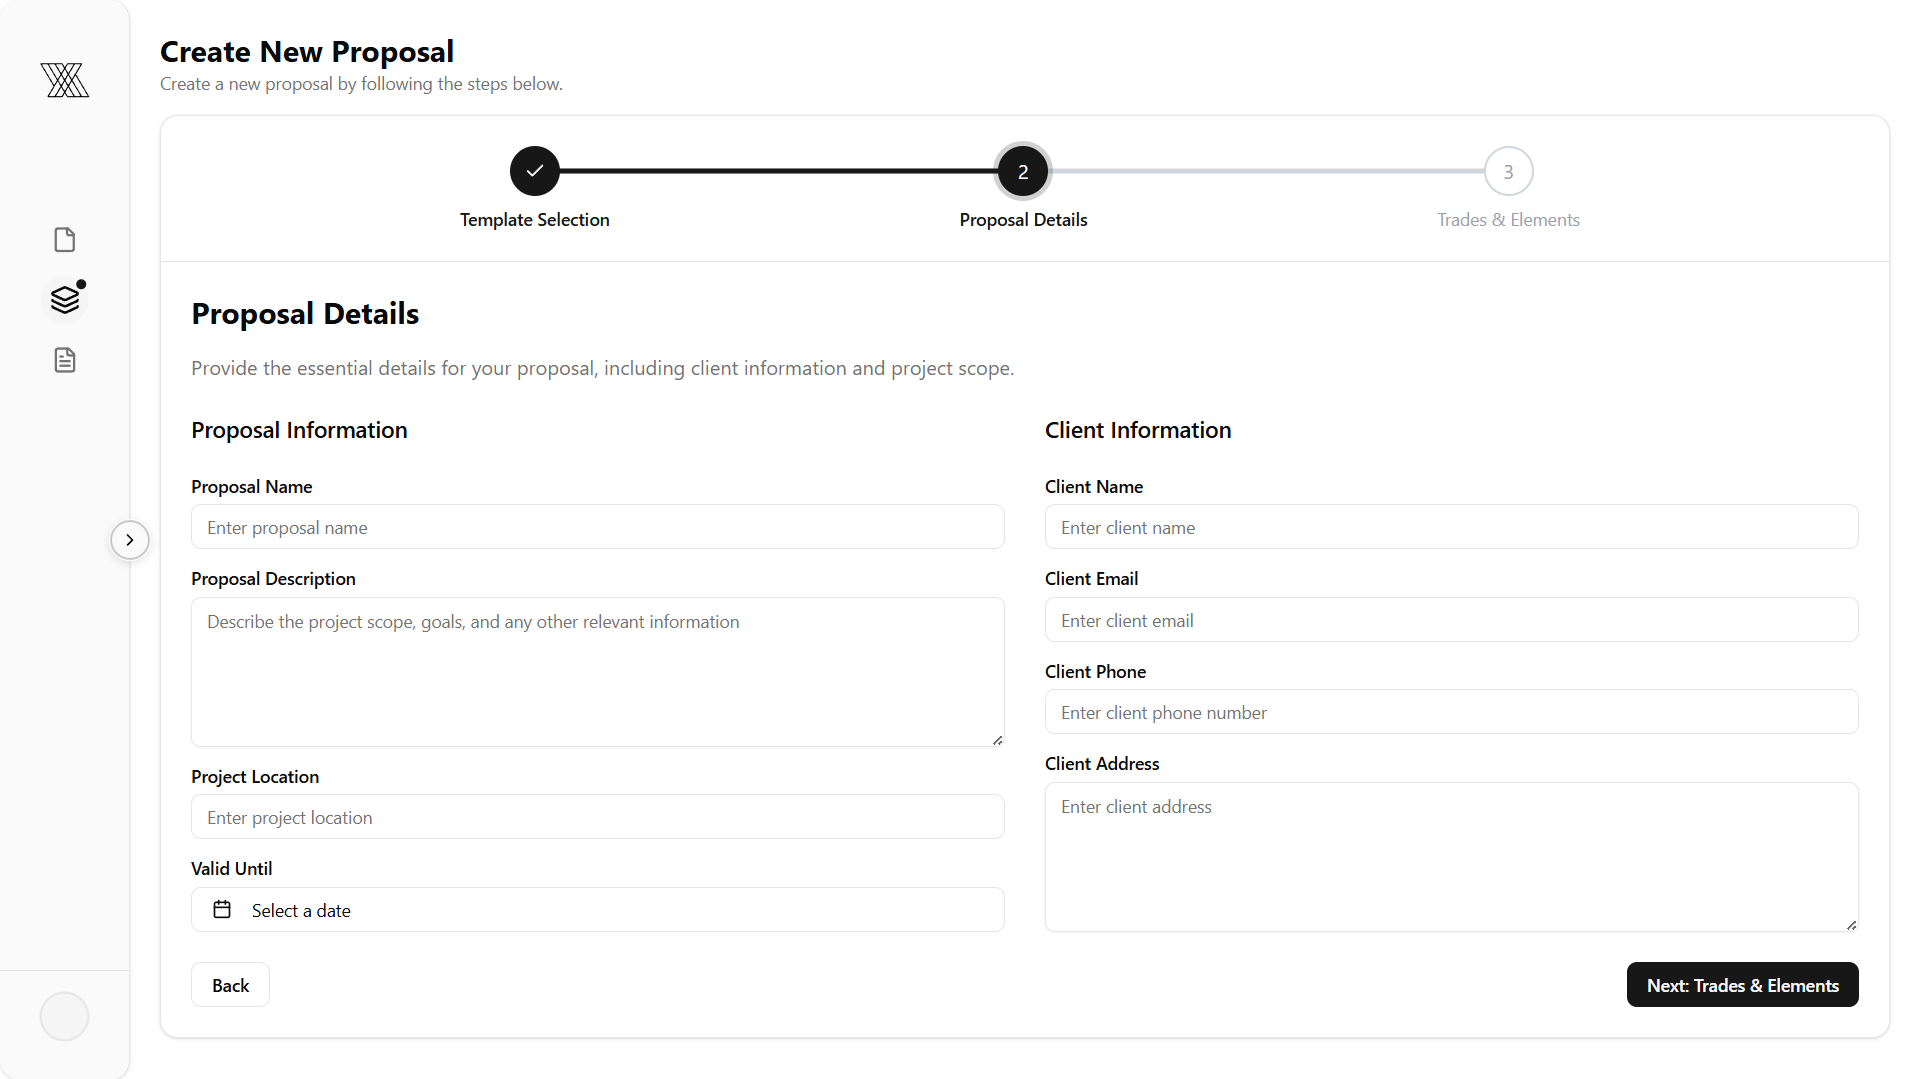 Create New Proposal
Create a new proposal by following the steps below.
2
3
Template Selection
Proposal Details
Trades & Elements
Proposal Details
Provide the essential details for your proposal, including client information and project scope.
Proposal Information
Proposal Name
Enter proposal name
Proposal Description
Describe the project scope, goals, and any other relevant information
Project Location
Enter project location
Valid Until
Select a date
Client Information
Client Name
Enter client name
Client Email
Enter client email
Client Phone
Enter client phone number
Client Address
Enter client address
Back
Next: Trades & Elements